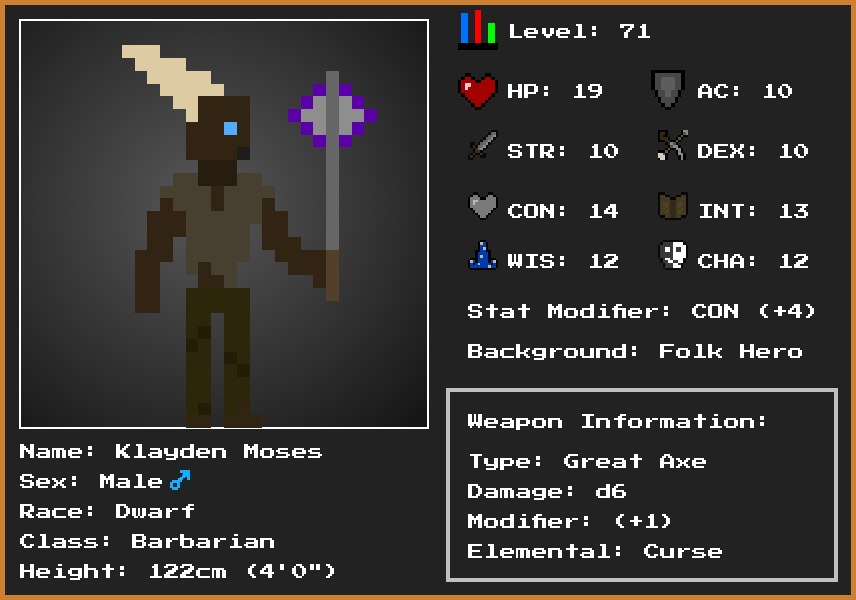 Level: 71
HP: 19
AC: 10
STR: 10
DEX: 10
CON: 14
INT: 13
WIS: 12
CHA: 12
Stat Modifier: CON (+4)
Background: Folk Hero
Weapon Information:
Type: Great Axe
Damage: d6
Modifier: (+1)
Elemental: Curse
Name: Klayden Moses
Sex: Male ♂
Race: Dwarf
Class: Barbarian
Height: 122cm (4'0")